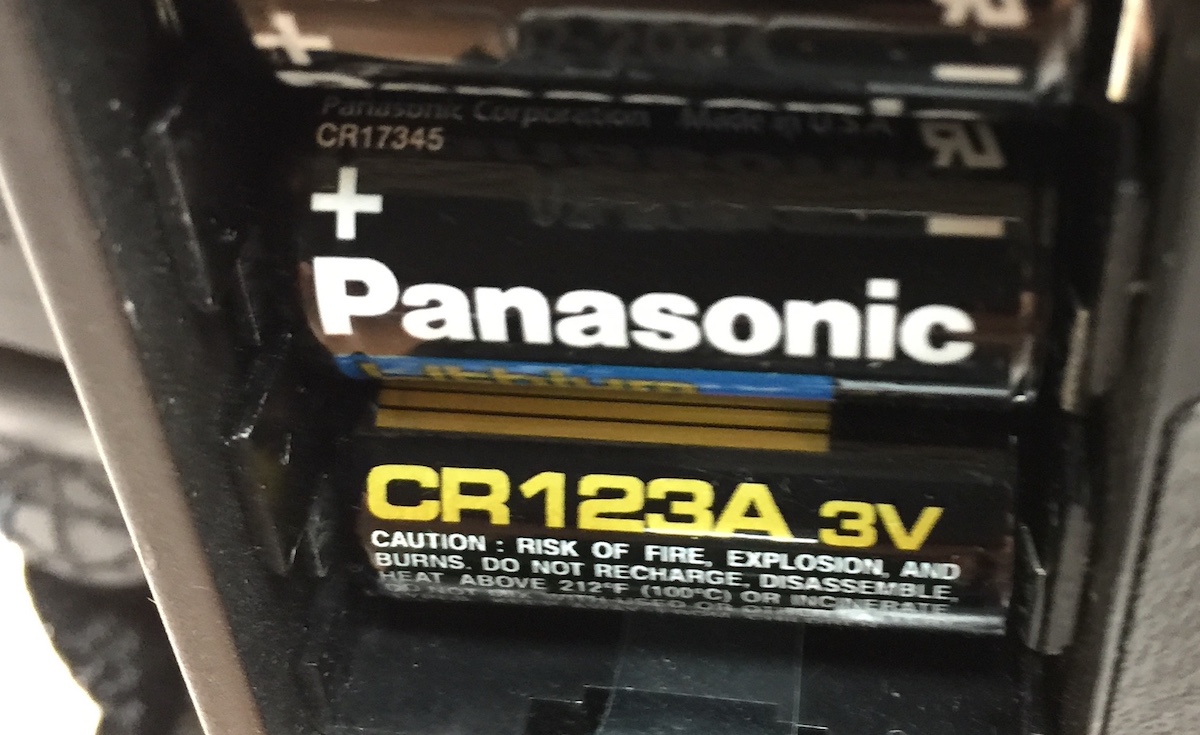 +
Panasonic Corporation Made in U.S.A
CR17345
+
Panasonic
Lithium
CR123A 3V
CAUTION : RISK OF FIRE, EXPLOSION, AND
BURNS. DO NOT RECHARGE, DISASSEMBLE,
HEAT ABOVE 212°F (100°C) OR INCINERATE